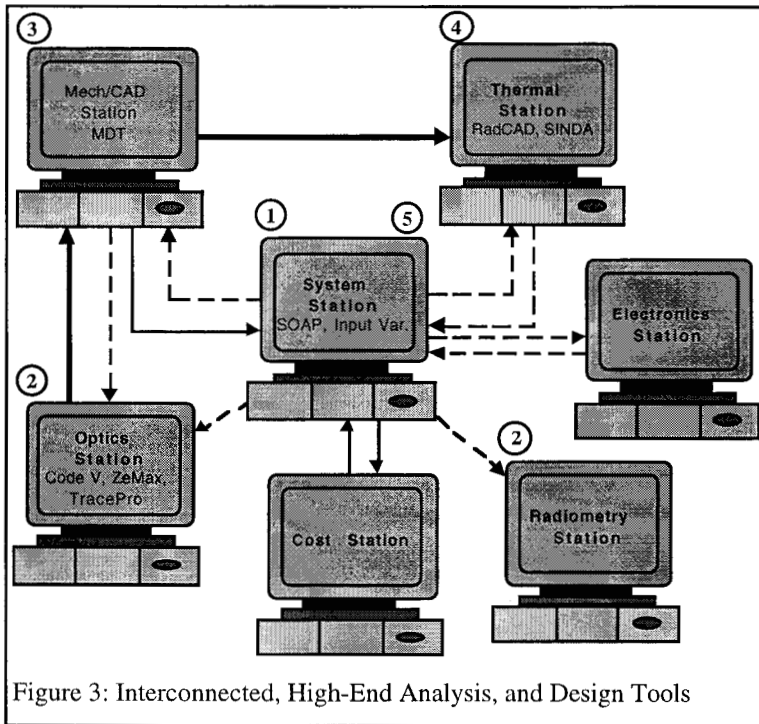 3
4
Mech/CAD
Station
MDT
Thermal
Station
RadCAD, SINDA
1
5
System
Station
SOAP, Input Var.
Electronics
Station
2
Optics
Station
Code V, ZeMax,
TracePro
Cost Station
2
Radiometry
Station
Figure 3: Interconnected, High-End Analysis, and Design Tools